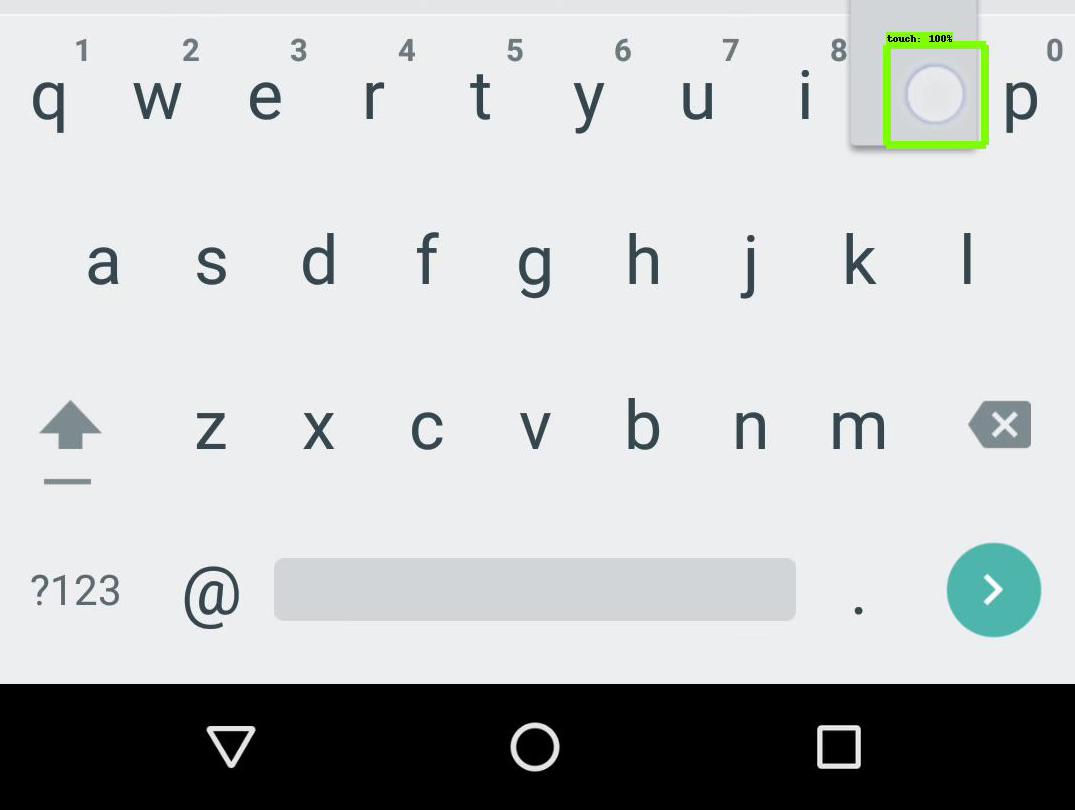 touch: 100%
1 2 3 4 5 6 7 8 0
q w e r t y u i p
a s d f g h j k l
z x c v b n m
?123 @ .